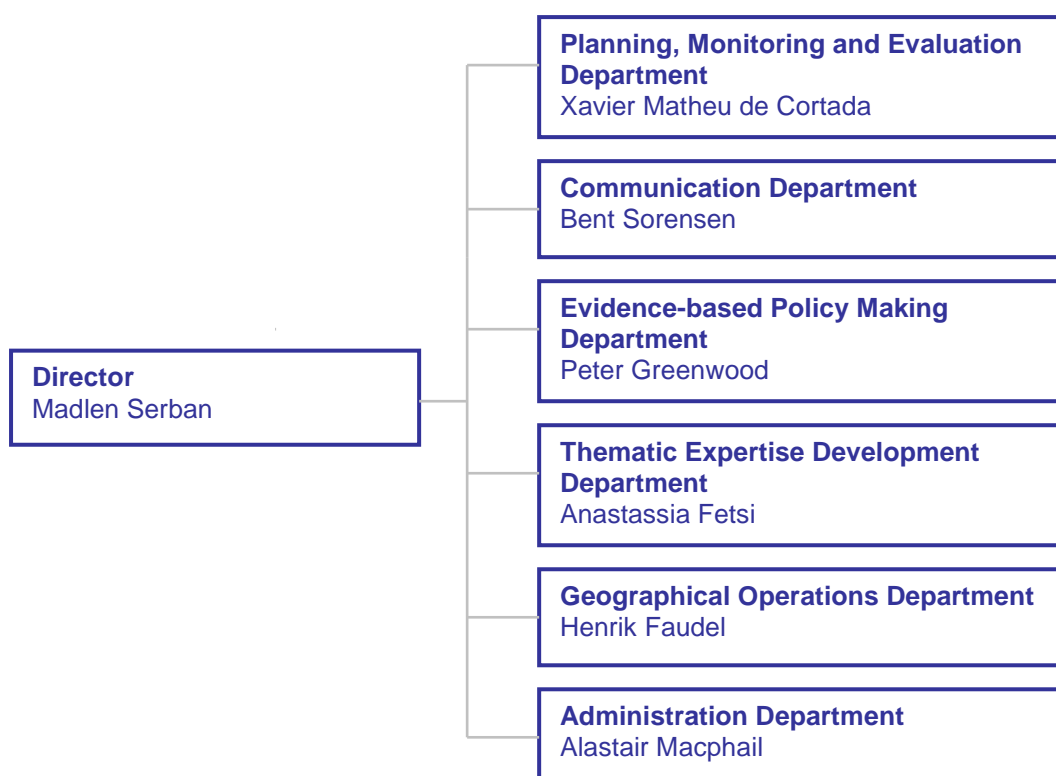 Planning, Monitoring and Evaluation
Department
Xavier Matheu de Cortada
Communication Department
Bent Sorensen
Evidence-based Policy Making
Department
Peter Greenwood
Director
Madlen Serban
Thematic Expertise Development
Department
Anastassia Fetsi
Geographical Operations Department
Henrik Faudel
Administration Department
Alastair Macphail